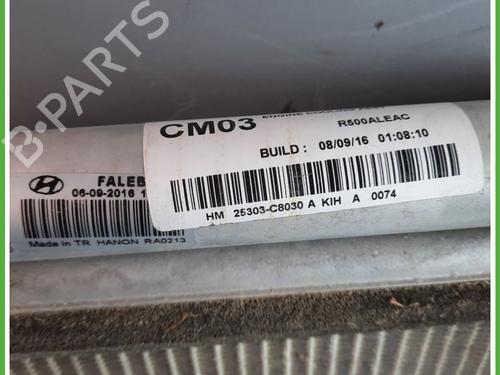 B-PARTS
ENGINE COOLING
CM03
R500ALEAC
BUILD : 08/09/16 01:08:10
HM 25303-C8030 A KIH A 0074
FALEB
06-09-2016 1
Made in TR HANON RA0213